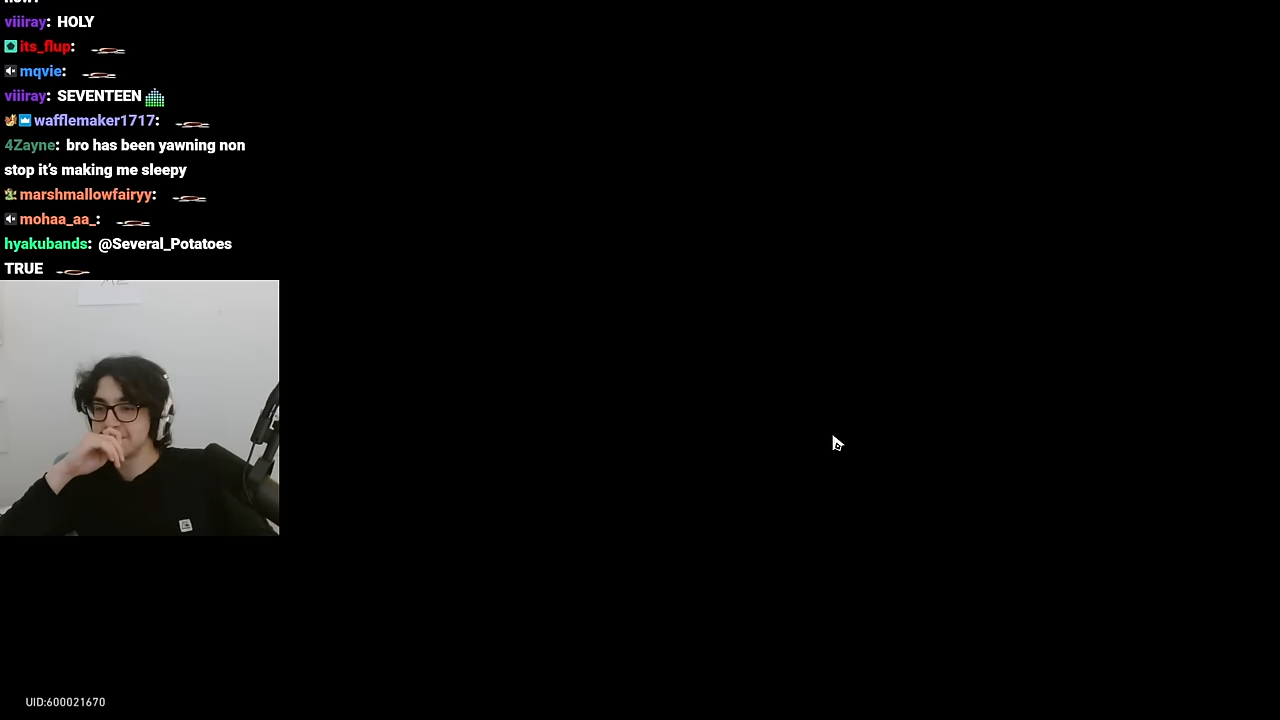 viiiray: HOLY
its_flup:
mqvie:
viiiray: SEVENTEEN
wafflemaker1717:
4Zayne: bro has been yawning non
stop it’s making me sleepy
marshmallowfairyy:
mohaa_aa_:
hyakubands: @Several_Potatoes
TRUE
UID:600021670